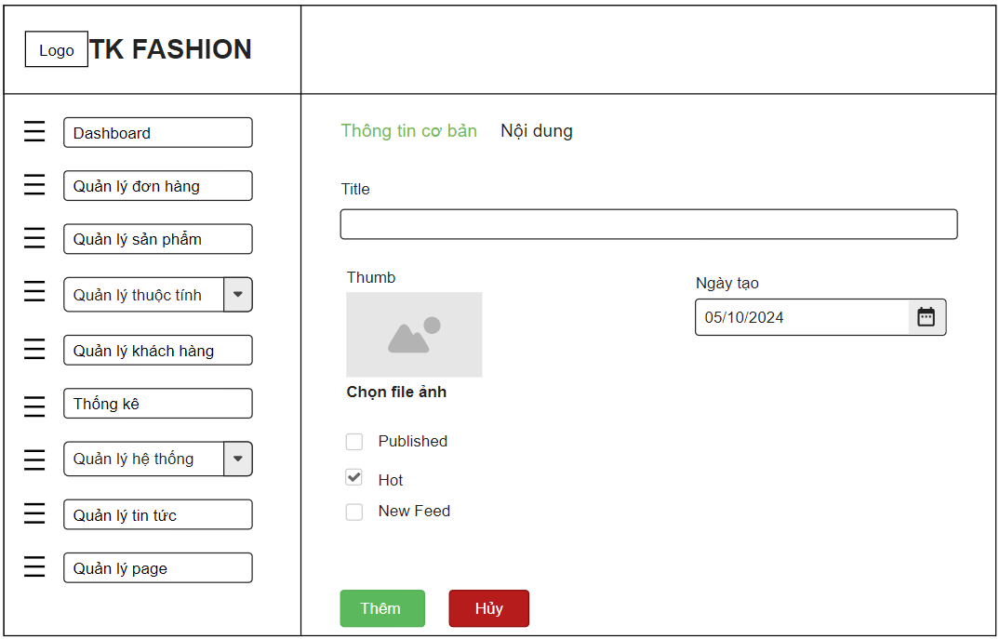 Logo TK FASHION
Dashboard
Quản lý đơn hàng
Quản lý sản phẩm
Quản lý thuộc tính
Quản lý khách hàng
Thống kê
Quản lý hệ thống
Quản lý tin tức
Quản lý page
Thông tin cơ bản Nội dung
Title
Thumb
Chọn file ảnh
Ngày tạo
05/10/2024
Published
Hot
New Feed
Thêm Hủy